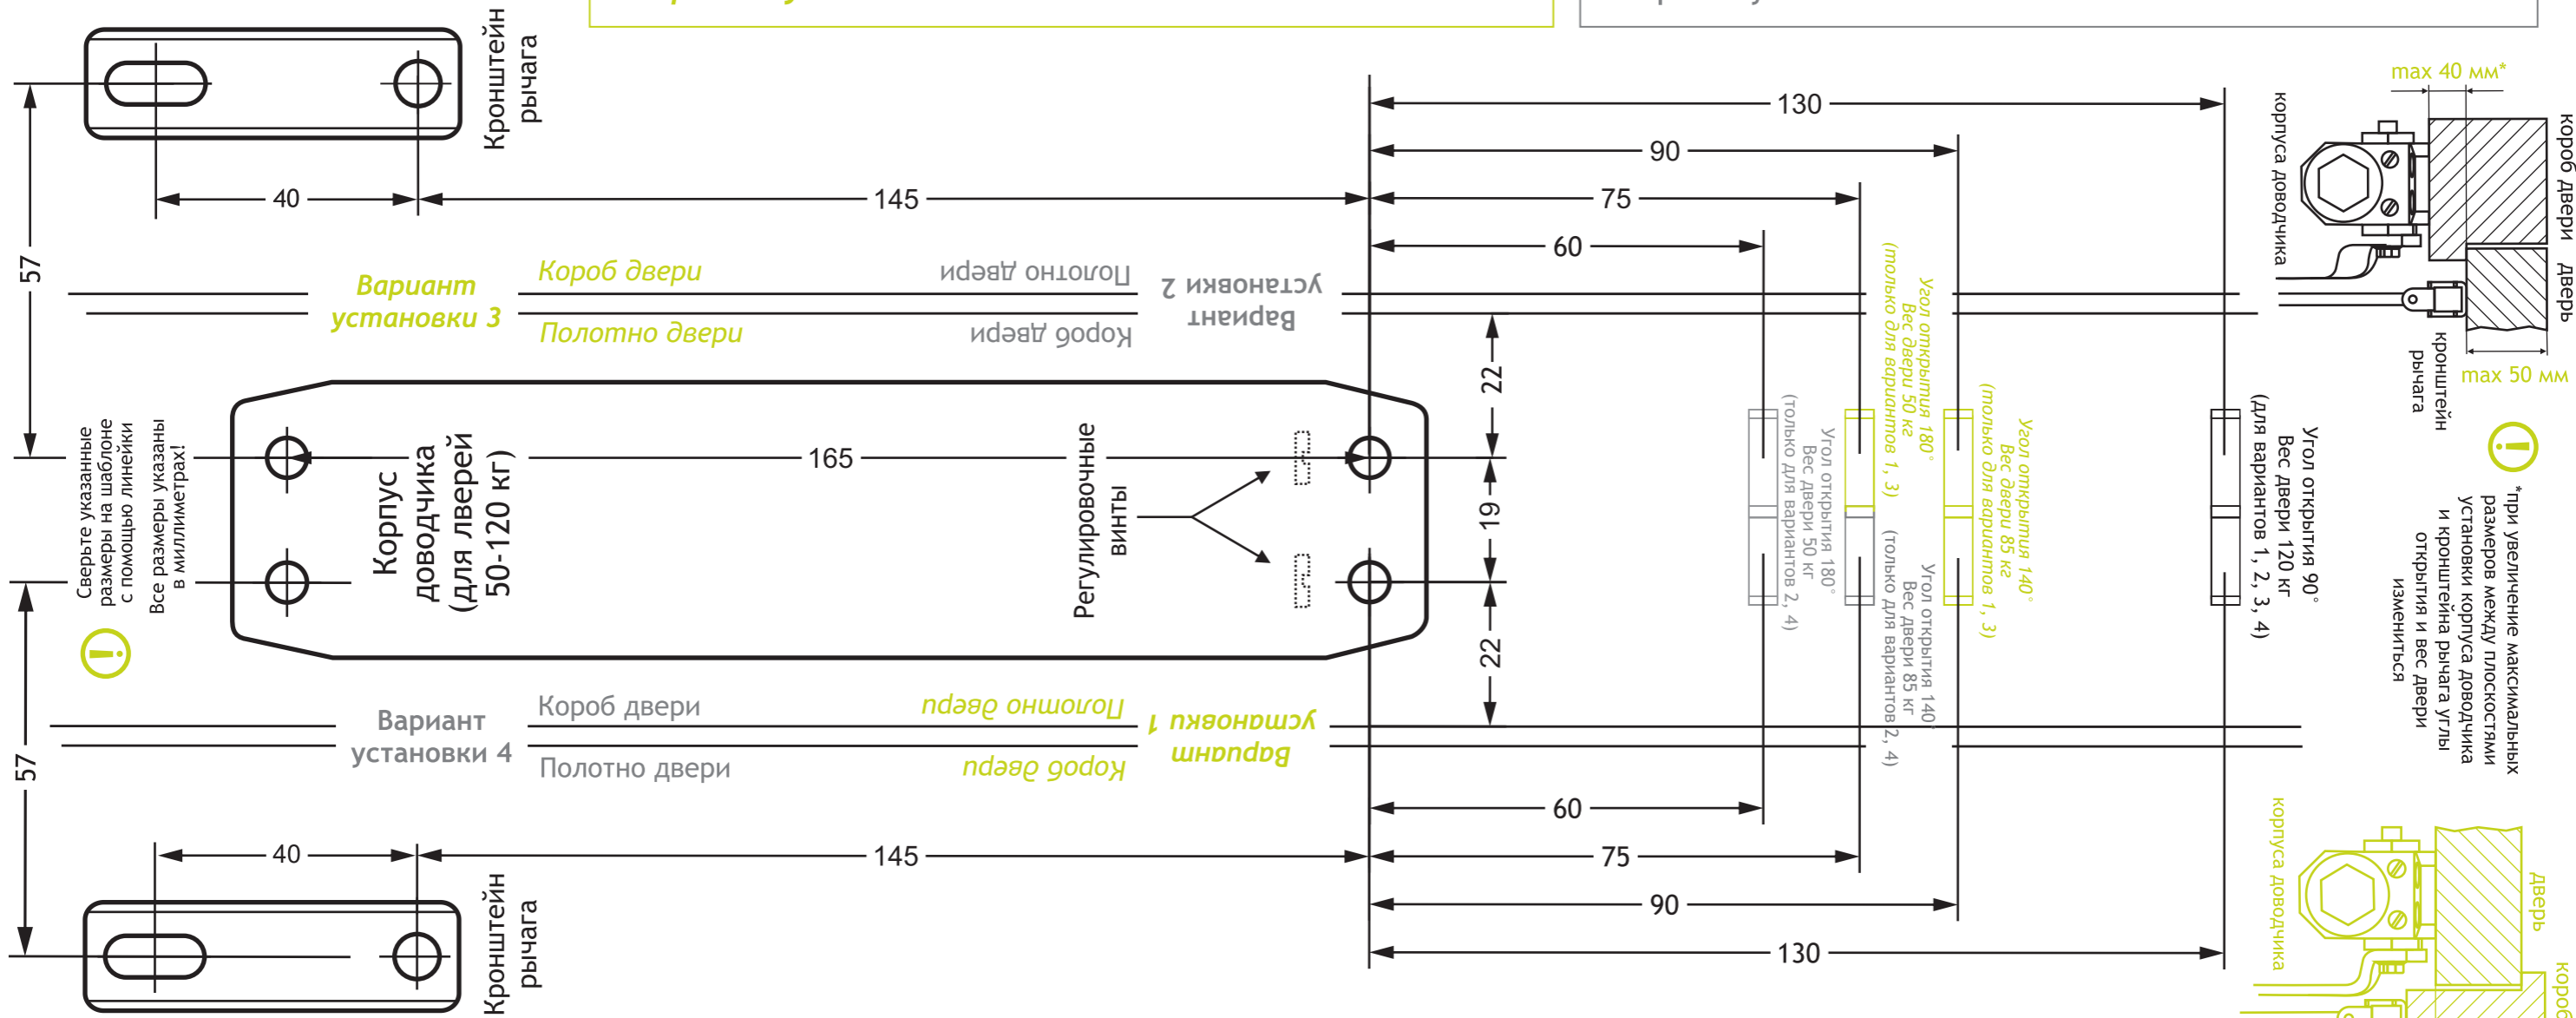 Кронштейн
рычага
57
40
145
130
90
75
60
max 40 мм*
корпуса доводчика
короб двери
дверь
кронштейн
рычага
max 50 мм
Вариант
установки 3
Короб двери
Полотно двери
Вариант
установки 2
Полотно двери
Короб двери
22
19
22
Сверьте указанные
размеры на шаблоне
с помощью линейки
Все размеры указаны
в миллиметрах!
Корпус
доводчика
(для лверей
50-120 кг)
165
Регулировочные
винты
Угол открытия 180°
Вес двери 50 кг
(только для вариантов 2, 4)
Угол открытия 180°
Вес двери 50 кг
(только для вариантов 1, 3)
Угол открытия 140°
Вес двери 85 кг
(только для вариантов2, 4)
Угол открытия 140°
Вес двери 85 кг
(только для вариантов 1, 3)
Угол открытия 90°
Вес двери 120 кг
(для вариантов 1, 2, 3, 4)
*при увеличение максимальных
размеров между плоскостями
установки корпуса доводчика
и кронштейна рычага углы
открытия и вес двери
измениться
Вариант
установки 4
Короб двери
Полотно двери
Вариант
установки 1
Полотно двери
Короб двери
57
40
145
60
75
90
130
Кронштейн
рычага
корпуса доводчика
дверь
короб